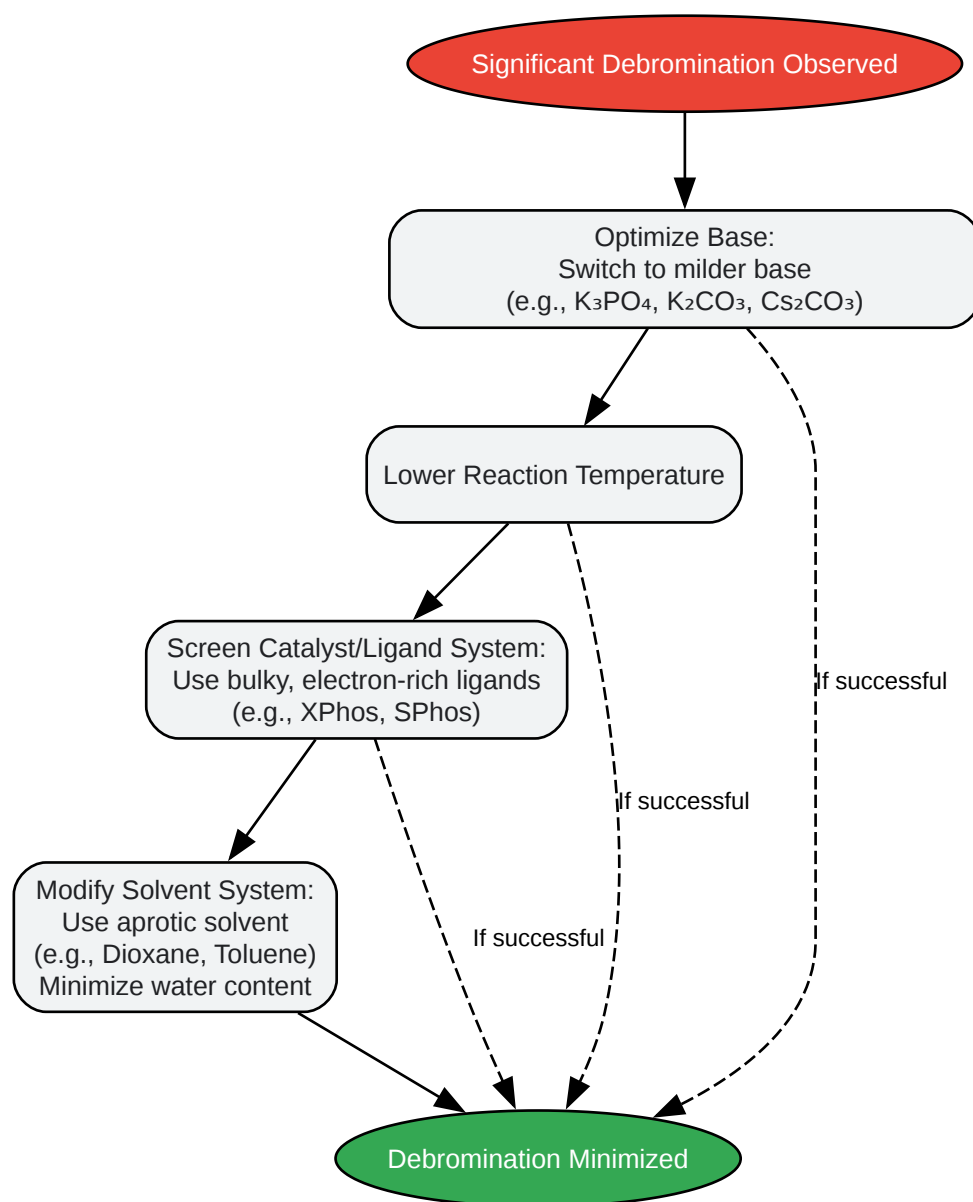 Significant Debromination Observed
Optimize Base:
Switch to milder base
(e.g., K₃PO₄, K₂CO₃, Cs₂CO₃)
Lower Reaction Temperature
Screen Catalyst/Ligand System:
Use bulky, electron-rich ligands
(e.g., XPhos, SPhos)
If successful
If successful
Modify Solvent System:
Use aprotic solvent
(e.g., Dioxane, Toluene)
Minimize water content
If successful
Debromination Minimized